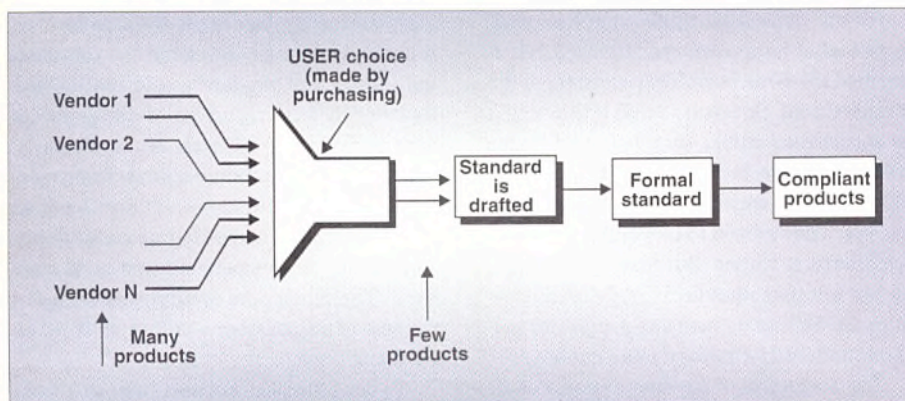 USER choice
(made by
purchasing)
Vendor 1
Vendor 2
Vendor N
Many
products
Few
products
Standard
is
drafted
Formal
standard
Compliant
products